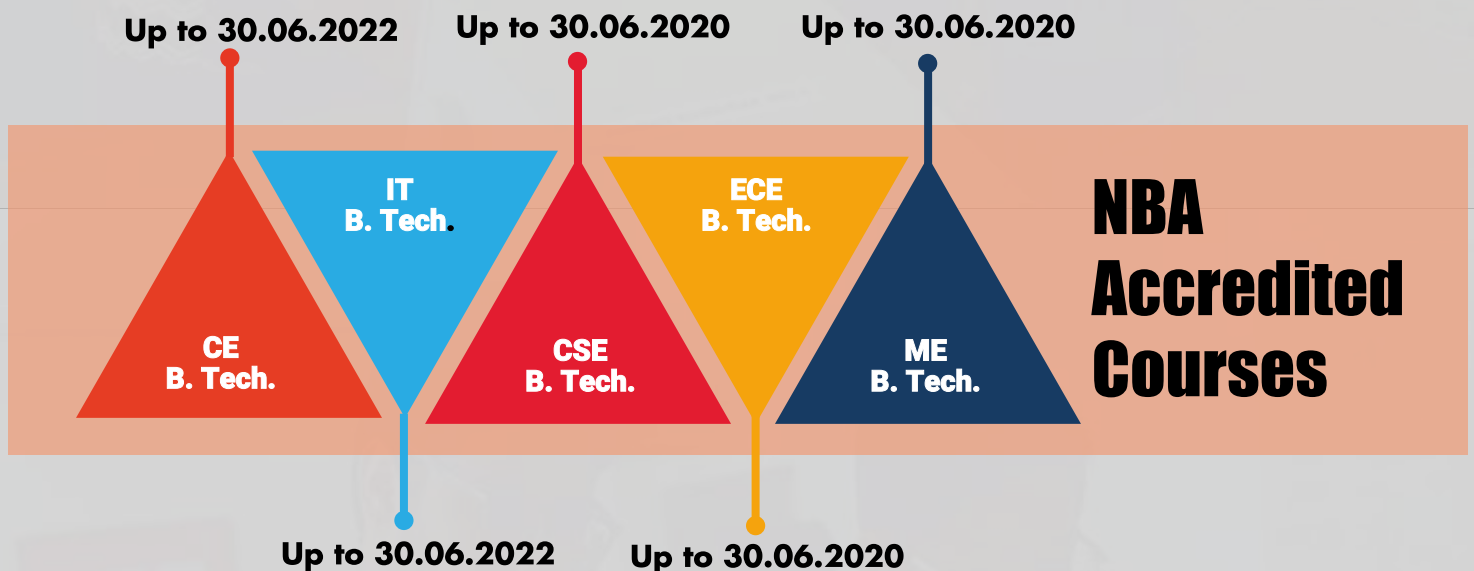 Up to 30.06.2022
Up to 30.06.2020
Up to 30.06.2020
IT
B. Tech.
ECE
B. Tech.
CE
B. Tech.
CSE
B. Tech.
ME
B. Tech.
NBA
Accredited
Courses
Up to 30.06.2022
Up to 30.06.2020